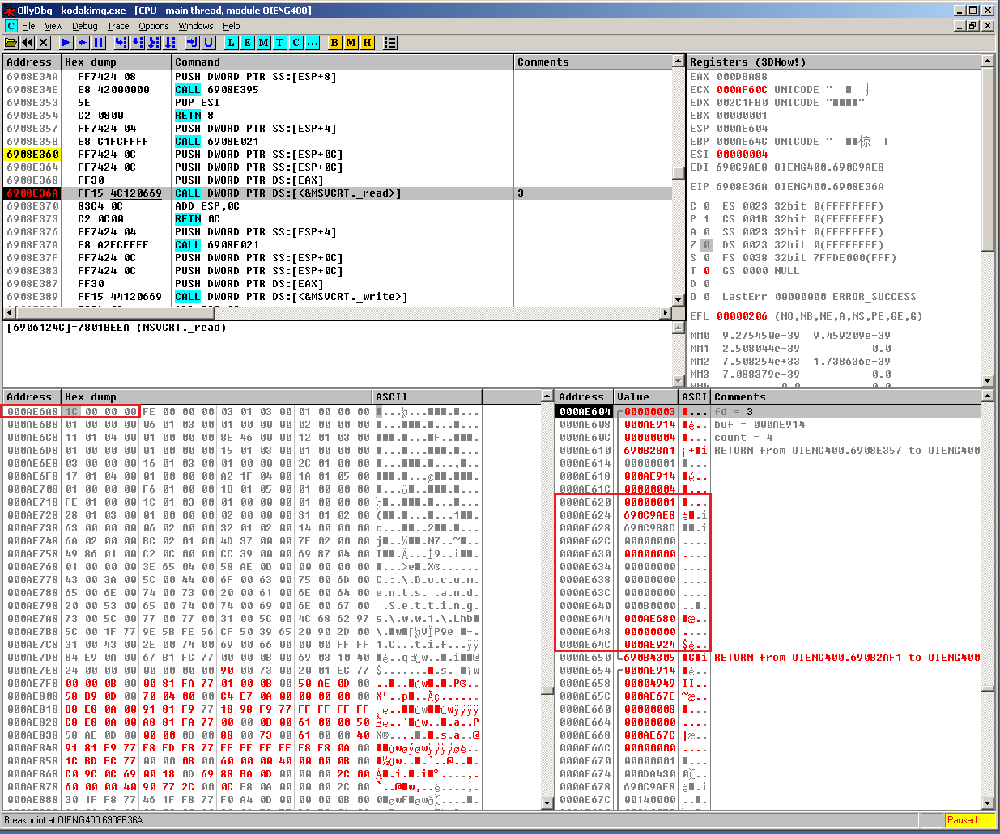 OllyDbg - kodakimg.exe - [CPU - main thread, module OIENG400]
C File View Debug Trace Options Windows Help
L E M T C ... B M H
Address Hex dump Command Comments
6908E34A FF7424 08 PUSH DWORD PTR SS:[ESP+8]
6908E34E E8 42000000 CALL 6908E395
6908E353 5E POP ESI
6908E354 C2 0800 RETN 8
6908E357 FF7424 04 PUSH DWORD PTR SS:[ESP+4]
6908E35B E8 C1FCFFFF CALL 6908E021
6908E360 FF7424 0C PUSH DWORD PTR SS:[ESP+0C]
6908E364 FF7424 0C PUSH DWORD PTR SS:[ESP+0C]
6908E368 FF30 PUSH DWORD PTR DS:[EAX]
6908E36A FF15 4C120669 CALL DWORD PTR DS:[<&MSVCRT._read>] 3
6908E370 83C4 0C ADD ESP,0C
6908E373 C2 0C00 RETN 0C
6908E376 FF7424 04 PUSH DWORD PTR SS:[ESP+4]
6908E37A E8 A2FCFFFF CALL 6908E021
6908E37F FF7424 0C PUSH DWORD PTR SS:[ESP+0C]
6908E383 FF7424 0C PUSH DWORD PTR SS:[ESP+0C]
6908E387 FF30 PUSH DWORD PTR DS:[EAX]
6908E389 FF15 44120669 CALL DWORD PTR DS:[<&MSVCRT._write>]
[6906124C]=7801BEEA (MSVCRT._read)
Registers (3DNow!)
EAX 000DBA88
ECX 000AF60C UNICODE "
EDX 002C1FB0 UNICODE "
EBX 00000001
ESP 000AE604
EBP 000AE64C UNICODE "
ESI 00000004
EDI 690C9AE8 OIENG400.690C9AE8
EIP 6908E36A OIENG400.6908E36A
C 0 ES 0023 32bit 0(FFFFFFFF)
P 1 CS 001B 32bit 0(FFFFFFFF)
A 0 SS 0023 32bit 0(FFFFFFFF)
Z 0 DS 0023 32bit 0(FFFFFFFF)
S 0 FS 0038 32bit 7FFDE000(FFF)
T 0 GS 0000 NULL
D 0
O 0 LastErr 00000000 ERROR_SUCCESS
EFL 00000206 (NO,NB,NE,A,NS,PE,GE,G)
MM0 9.275450e-39 9.459209e-39
MM1 2.508044e-39 0.0
MM2 7.508254e+33 1.738636e-39
MM3 7.088379e-39 0.0
Address Hex dump ASCII
000AE6A8 1C 00 00 00 FE 00 00 00 03 01 03 00 01 00 00 00
000AE6B8 01 00 00 00 06 01 03 00 01 00 00 00 02 00 00 00
000AE6C8 11 01 04 00 01 00 00 00 8E 46 00 00 12 01 03 00
000AE6D8 01 00 00 00 01 00 00 00 15 01 03 00 01 00 00 00
000AE6E8 03 00 00 00 16 01 03 00 01 00 00 00 2C 01 00 00
000AE6F8 17 01 04 00 01 00 00 00 A2 1F 04 00 1A 01 05 00
000AE708 01 00 00 00 F6 01 00 00 1B 01 05 00 01 00 00 00
000AE718 FE 01 00 00 1C 01 03 00 01 00 00 00 01 00 00 00
000AE728 28 01 03 00 01 00 00 00 02 00 00 00 31 01 02 00
000AE738 63 00 00 00 06 02 00 00 32 01 02 00 14 00 00 00
000AE748 6A 02 00 00 BC 02 01 00 4D 37 00 00 7E 02 00 00
000AE758 49 86 01 00 C2 0C 00 00 CC 39 00 00 69 87 04 00
000AE768 01 00 00 00 3E 65 04 00 58 AE 0D 00 00 00 00 00
000AE778 43 00 3A 00 5C 00 44 00 6F 00 63 00 75 00 6D 00 C.:.\.D.o.c.u.m.
000AE788 65 00 6E 00 74 00 73 00 20 00 61 00 6E 00 64 00 e.n.t.s. .a.n.d.
000AE798 20 00 53 00 65 00 74 00 74 00 69 00 6E 00 67 00 .S.e.t.t.i.n.g.
000AE7A8 73 00 5C 00 77 00 77 00 31 00 5C 00 4C 68 62 97
000AE7B8 5C 00 1F 77 9E 5B FE 56 CF 50 39 65 20 90 2D 00
000AE7C8 31 00 43 00 2E 00 74 00 69 00 66 00 00 00 FF FF 1.C...t.i.f...ÿÿ
000AE7D8 84 E9 0A 00 67 B1 FC 77 00 00 0B 00 69 03 10 40
000AE7E8 24 00 00 00 00 00 00 00 90 00 73 00 20 01 EC 77
000AE7F8 00 00 0B 00 00 81 FA 77 01 00 0B 00 50 AE 0D 00
000AE808 58 B9 0D 00 70 04 00 00 C4 E7 0A 00 00 00 00 00
000AE818 B8 E8 0A 00 91 81 F9 77 18 98 F9 77 FF FF FF FF
000AE828 C8 E8 0A 00 A8 81 FA 77 00 00 0B 00 61 00 00 50
000AE838 58 AE 0D 00 00 00 0B 00 88 00 73 00 61 00 00 40
000AE848 91 81 F9 77 F8 FD F8 77 FF FF FF FF F8 E8 0A 00
000AE858 1C BD FC 77 00 00 0B 00 60 00 00 40 00 00 0B 00
000AE868 C0 9C 0C 69 00 18 0D 69 88 BA 0D 00 00 00 2C 00
000AE878 60 00 00 40 90 77 2C 00 0C E8 0A 00 00 00 2C 00
000AE888 30 1F F8 77 46 1F F8 77 F0 A4 0D 00 00 00 0B 00
Address Value ASCI Comments
000AE604 00000003 fd = 3
000AE608 000AE914 buf = 000AE914
000AE60C 00000004 count = 4
000AE610 690B2BA1 RETURN from OIENG400.6908E357 to OIENG400
000AE614 00000001
000AE618 000AE914
000AE61C 00000004
000AE620 00000001
000AE624 690C9AE8
000AE628 690C9B8C
000AE62C 00000000 ....
000AE630 00000000 ....
000AE634 00000000 ....
000AE638 00000000 ....
000AE63C 00000000 ....
000AE640 000B0000
000AE644 000AE680
000AE648 00000000 ....
000AE64C 000AE924 $é..
000AE650 690B4305 RETURN from OIENG400.690B2AF1 to OIENG400
000AE654 000AE914
000AE658 00004949 II..
000AE65C 000AE67E ~æ..
000AE660 00000008
000AE664 00000000 ....
000AE668 000AE67C |æ..
000AE66C 00000000 ....
000AE670 00000001
000AE674 000DA430
000AE678 690C9AE8
000AE67C 00140000
Breakpoint at OIENG400.6908E36A Paused